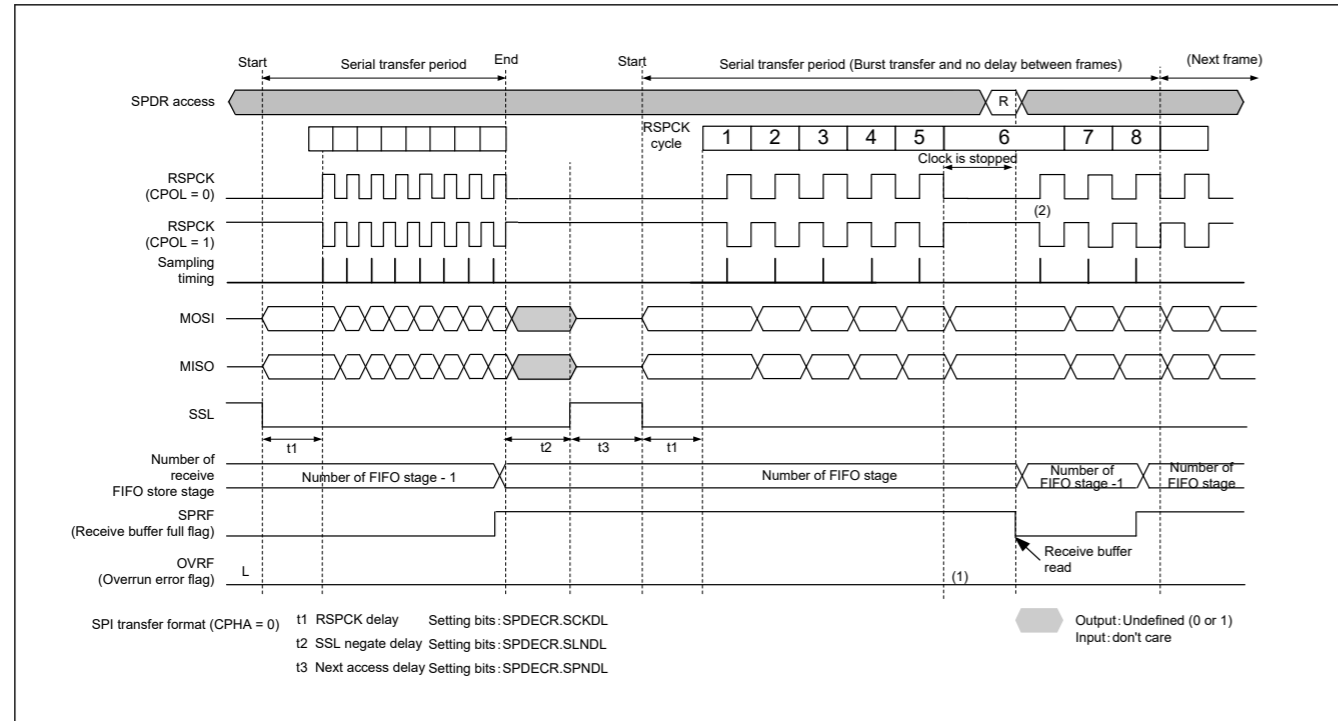 Start
Serial transfer period
End
Start
Serial transfer period (Burst transfer and no delay between frames)
(Next frame)
SPDR access
R
RSPCK
cycle
1 2 3 4 5 6 7 8
Clock is stopped
RSPCK
(CPOL = 0)
(2)
RSPCK
(CPOL = 1)
Sampling
timing
MOSI
MISO
SSL
t1 t2 t3 t1
Number of
receive
FIFO store stage
Number of FIFO stage - 1
Number of FIFO stage
Number of
FIFO stage -1
Number of
FIFO stage
SPRF
(Receive buffer full flag)
Receive buffer
read
OVRF
(Overrun error flag)
L
(1)
SPI transfer format (CPHA = 0)
t1 RSPCK delay Setting bits : SPDECR.SCKDL
t2 SSL negate delay Setting bits : SPDECR.SLNDL
t3 Next access delay Setting bits : SPDECR.SPNDL
Output : Undefined (0 or 1)
Input : don't care